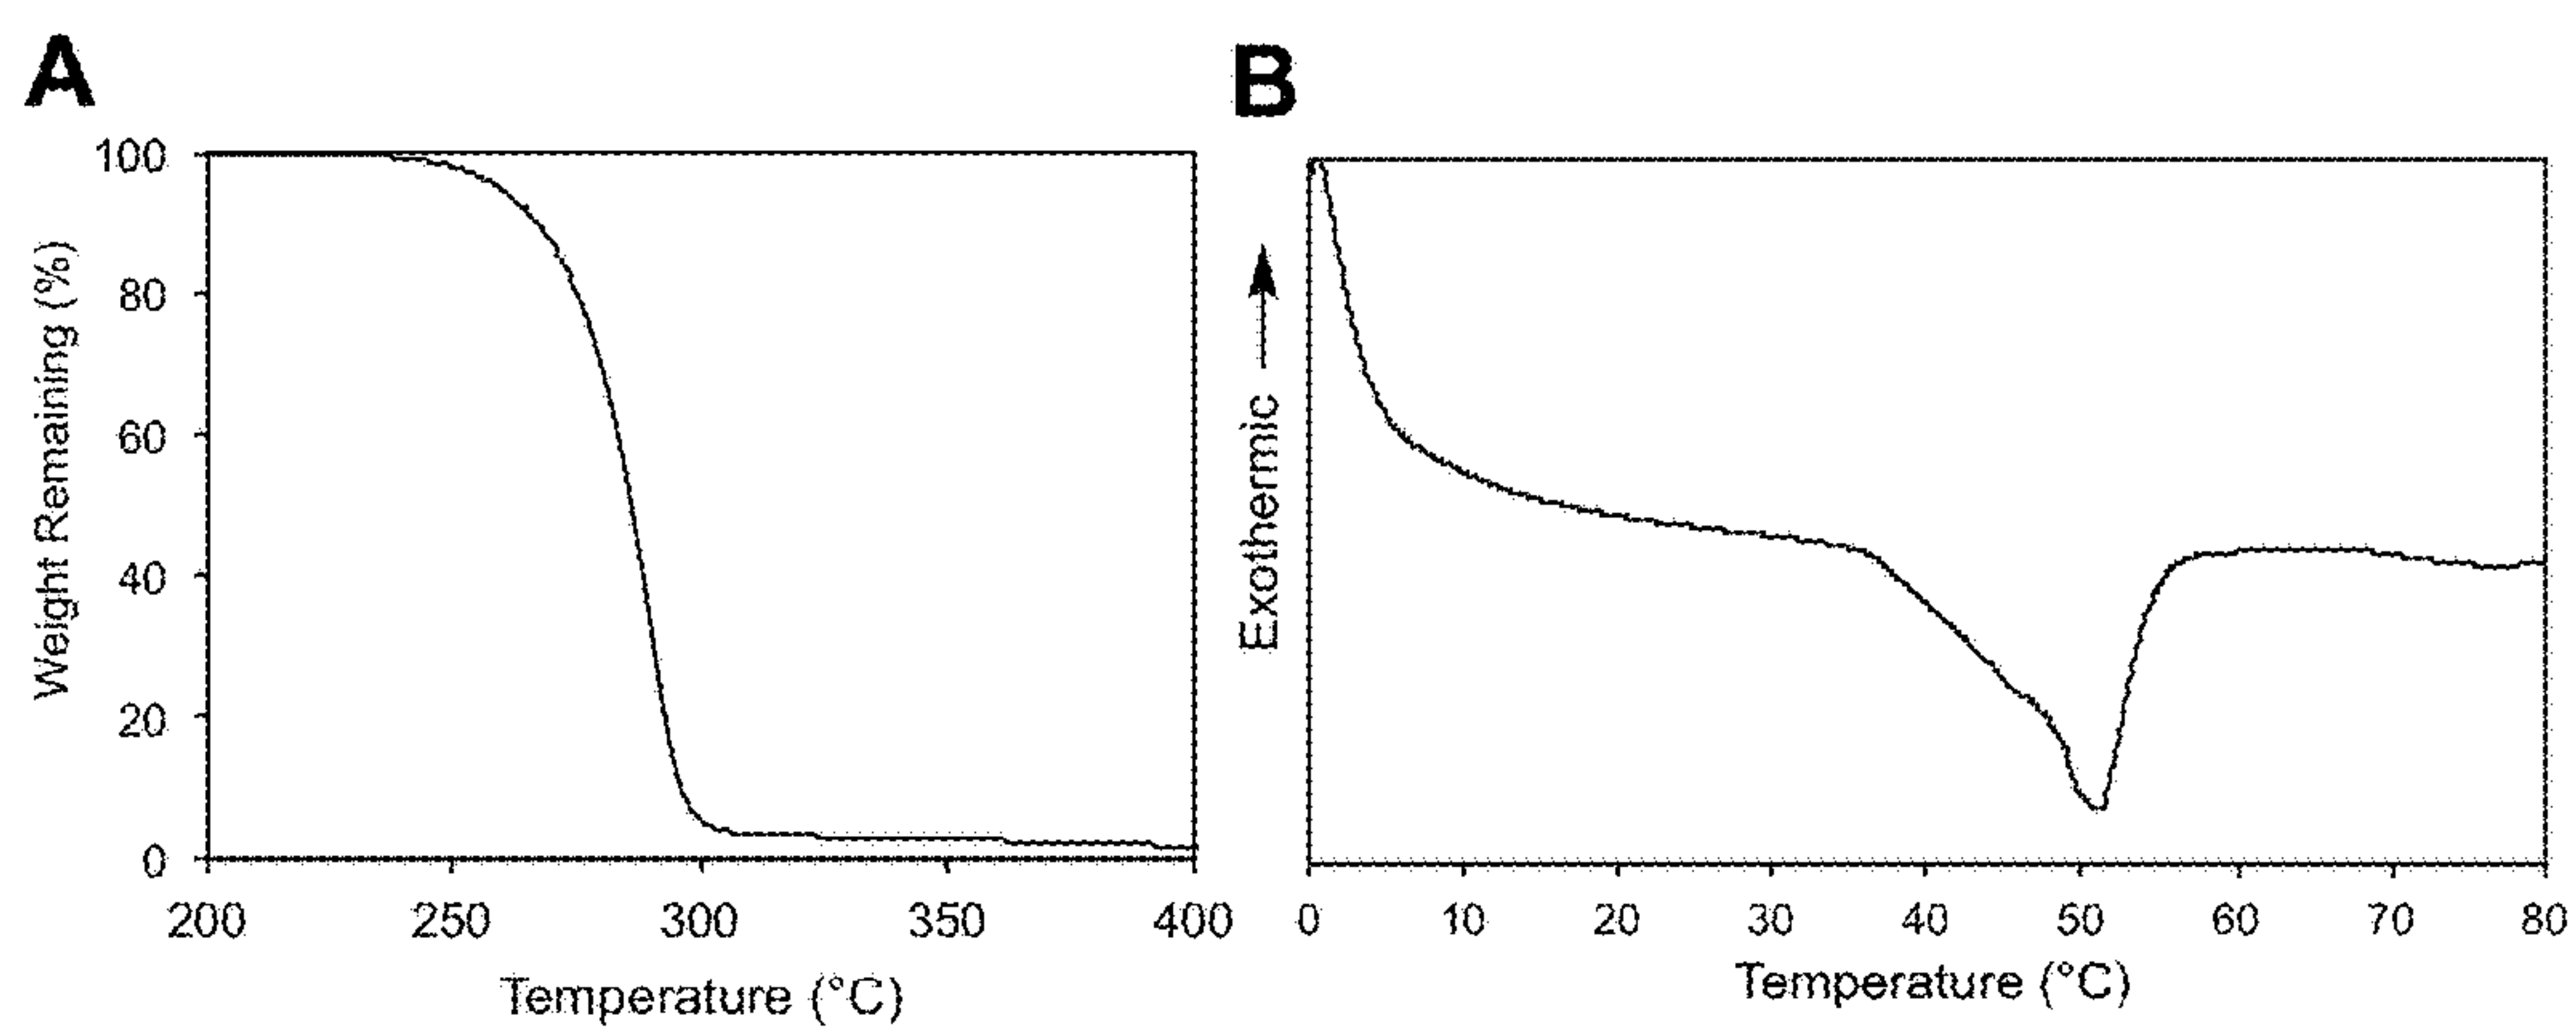 A
B
Weight Remaining (%)
100
80
60
40
20
0
200 250 300 350 400
Temperature (°C)
Exothermic
0 10 20 30 40 50 60 70 80
Temperature (°C)